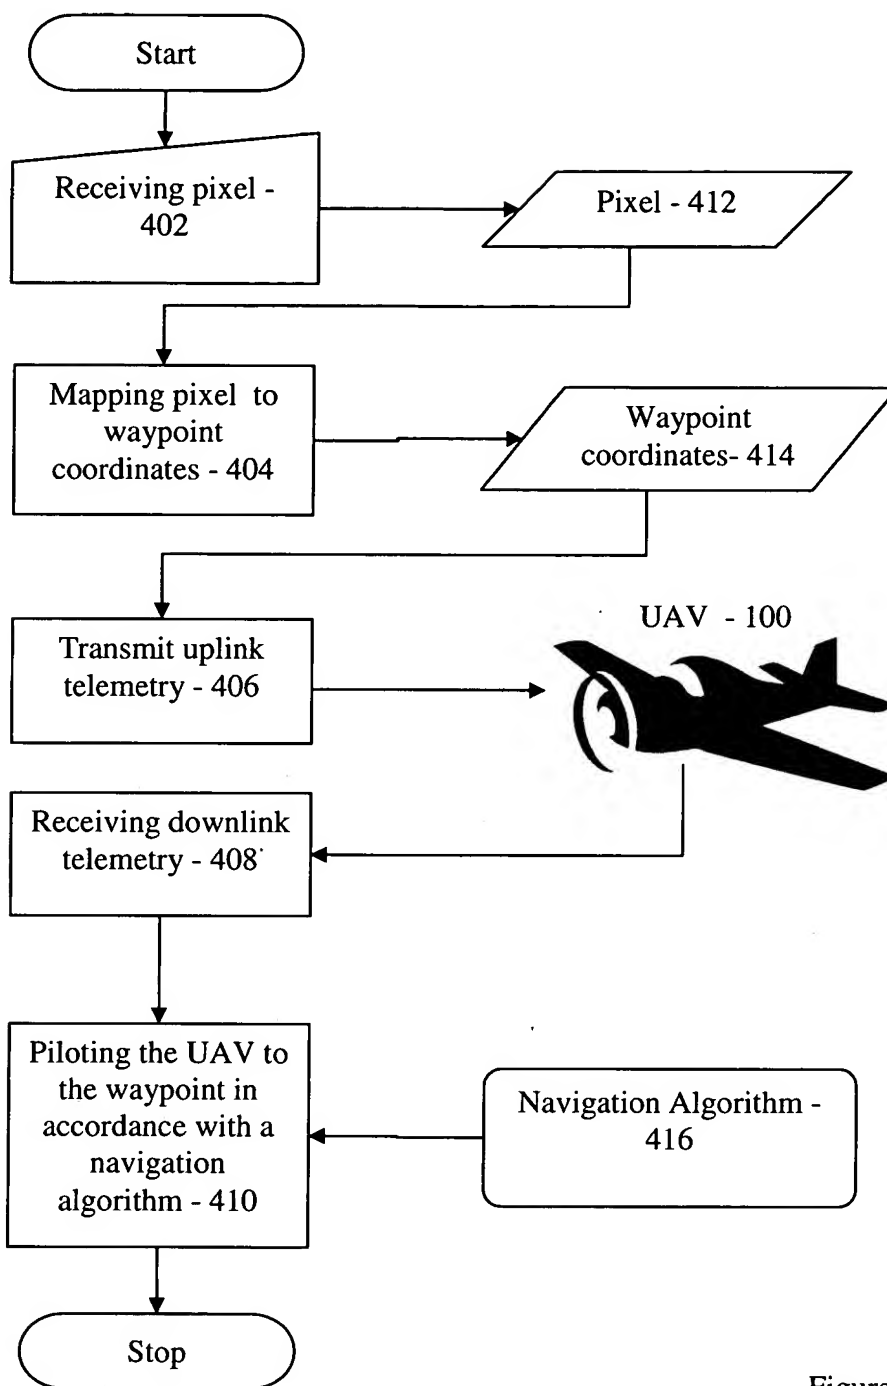 Start
Receiving pixel -
402
Pixel - 412
Mapping pixel to
waypoint
coordinates - 404
Waypoint
coordinates- 414
Transmit uplink
telemetry - 406
UAV - 100
Receiving downlink
telemetry - 408
Piloting the UAV to
the waypoint in
accordance with a
navigation
algorithm - 410
Navigation Algorithm -
416
Stop
Figure